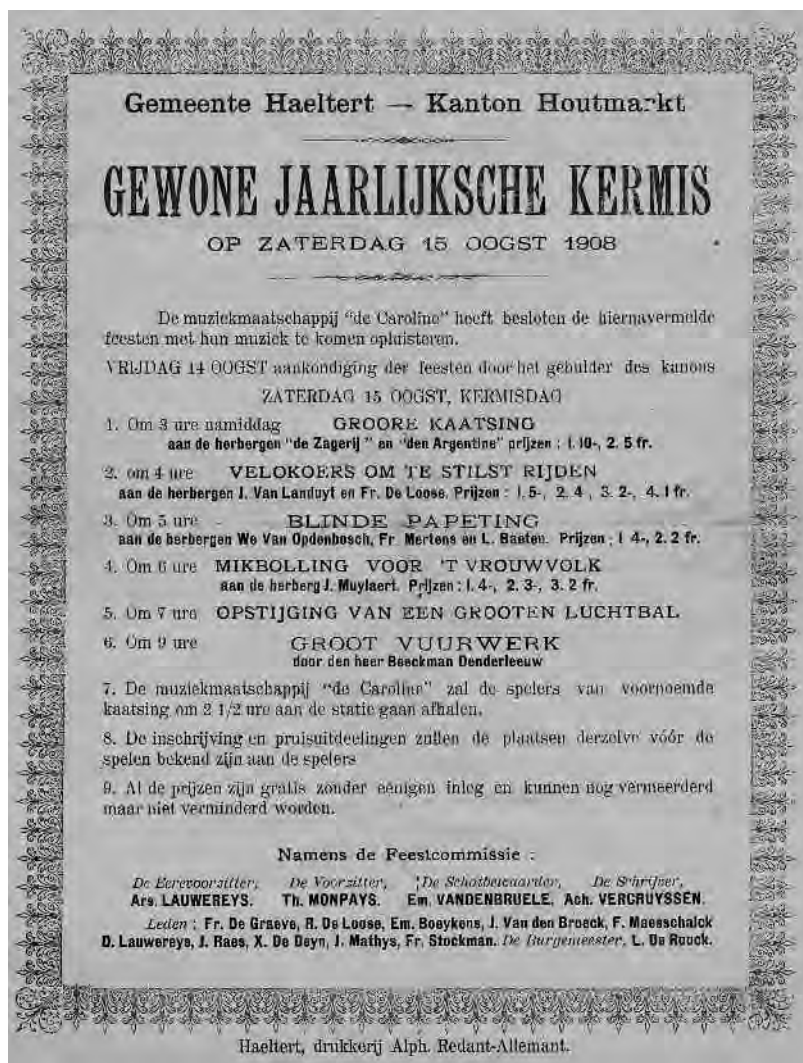 Gemeente Haeltert — Kanton Houtmarkt
GEWONE JAARLIJKSCHE KERMIS
OP ZATERDAG 15 OOGST 1908
De muziekmaatschappij "de Caroline" heeft besloten de hiernavermelde
feesten met hun muziek te komen opluisteren.
VRIJDAG 14 OOGST aankondiging der feesten door het gebulder des kanons
ZATERDAG 15 OOGST, KERMISDAG
1. Om 3 ure namiddag GROORE KAATSING
aan de herbergen "de Zagerij" en "den Argentine" prijzen : 1. 10-, 2. 5 fr.
2. om 4 ure VELOKOERS OM TE STILST RIJDEN
aan de herbergen J. Van Landuyt en Fr. De Loose. Prijzen : 1. 5-, 2. 4 , 3. 2-, 4. 1 fr.
3. Om 5 ure - BLINDE PAPETING
aan de herbergen We Van Opdenbosch, Fr Mertens en L. Baeten. Prijzen : 1 4-, 2. 2 fr.
4. Om 6 ure MIKBOLLING VOOR 'T VROUWVOLK
aan de herberg J. Muylaert. Prijzen : 1. 4-, 2. 3-, 3. 2 fr.
5. Om 7 ure OPSTIJGING VAN EEN GROOTEN LUCHTBAL
6. Om 9 ure GROOT VUURWERK
door den heer Beeckman Denderleeuw
7. De muziekmaatschappij "de Caroline" zal de spelers van voornoemde
kaatsing om 2 1/2 ure aan de statie gaan afhalen.
8. De inschrijving en pruisuitdeelingen zullen de plaatsen derzelve vóór de
spelen bekend zijn aan de spelers
9. Al de prijzen zijn gratis zonder eenigen inleg en kunnen nog vermeerderd
maar niet verminderd worden.
Namens de Feestcommissie :
De Eerevoorzitter, De Voorzitter, De Schatbewaarder, De Schrijver,
Ars. LAUWEREYS. Th. MONPAYS. Em. VANDENBRUELE, Ach. VERCRUYSSEN.
Leden : Fr. De Graeve, R. De Loose, Em. Boeykens, J. Van den Broeck, F. Maesschalck
D. Lauwereys, J. Raes, X. De Deyn, J. Mathys, Fr. Stockman. De Burgemeester, L. De Roock.
Haeltert, drukkerij Alph. Redant-Allemant.